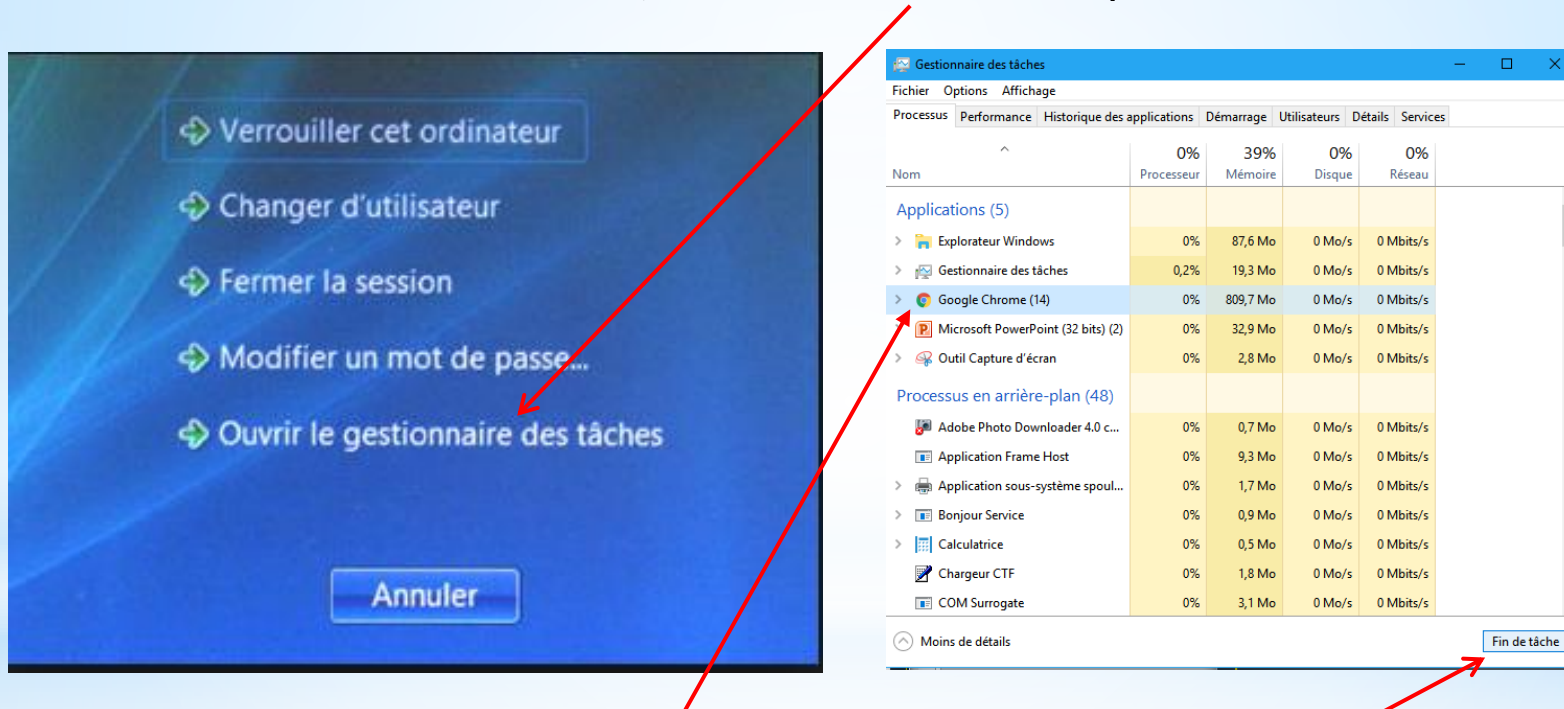 Verrouiller cet ordinateur
Changer d'utilisateur
Fermer la session
Modifier un mot de passe...
Ouvrir le gestionnaire des tâches
Annuler
Gestionnaire des tâches
Fichier Options Affichage
Processus Performance Historique des applications Démarrage Utilisateurs Détails Services
0% 39% 0% 0%
Nom Processeur Mémoire Disque Réseau
Applications (5)
Explorateur Windows 0% 87,6 Mo 0 Mo/s 0 Mbits/s
Gestionnaire des tâches 0,2% 19,3 Mo 0 Mo/s 0 Mbits/s
Google Chrome (14) 0% 809,7 Mo 0 Mo/s 0 Mbits/s
Microsoft PowerPoint (32 bits) (2) 0% 32,9 Mo 0 Mo/s 0 Mbits/s
Outil Capture d'écran 0% 2,8 Mo 0 Mo/s 0 Mbits/s
Processus en arrière-plan (48)
Adobe Photo Downloader 4.0 c... 0% 0,7 Mo 0 Mo/s 0 Mbits/s
Application Frame Host 0% 9,3 Mo 0 Mo/s 0 Mbits/s
Application sous-système spoul... 0% 1,7 Mo 0 Mo/s 0 Mbits/s
Bonjour Service 0% 0,9 Mo 0 Mo/s 0 Mbits/s
Calculatrice 0% 0,5 Mo 0 Mo/s 0 Mbits/s
Chargeur CTF 0% 1,8 Mo 0 Mo/s 0 Mbits/s
COM Surrogate 0% 3,1 Mo 0 Mo/s 0 Mbits/s
Moins de détails
Fin de tâche